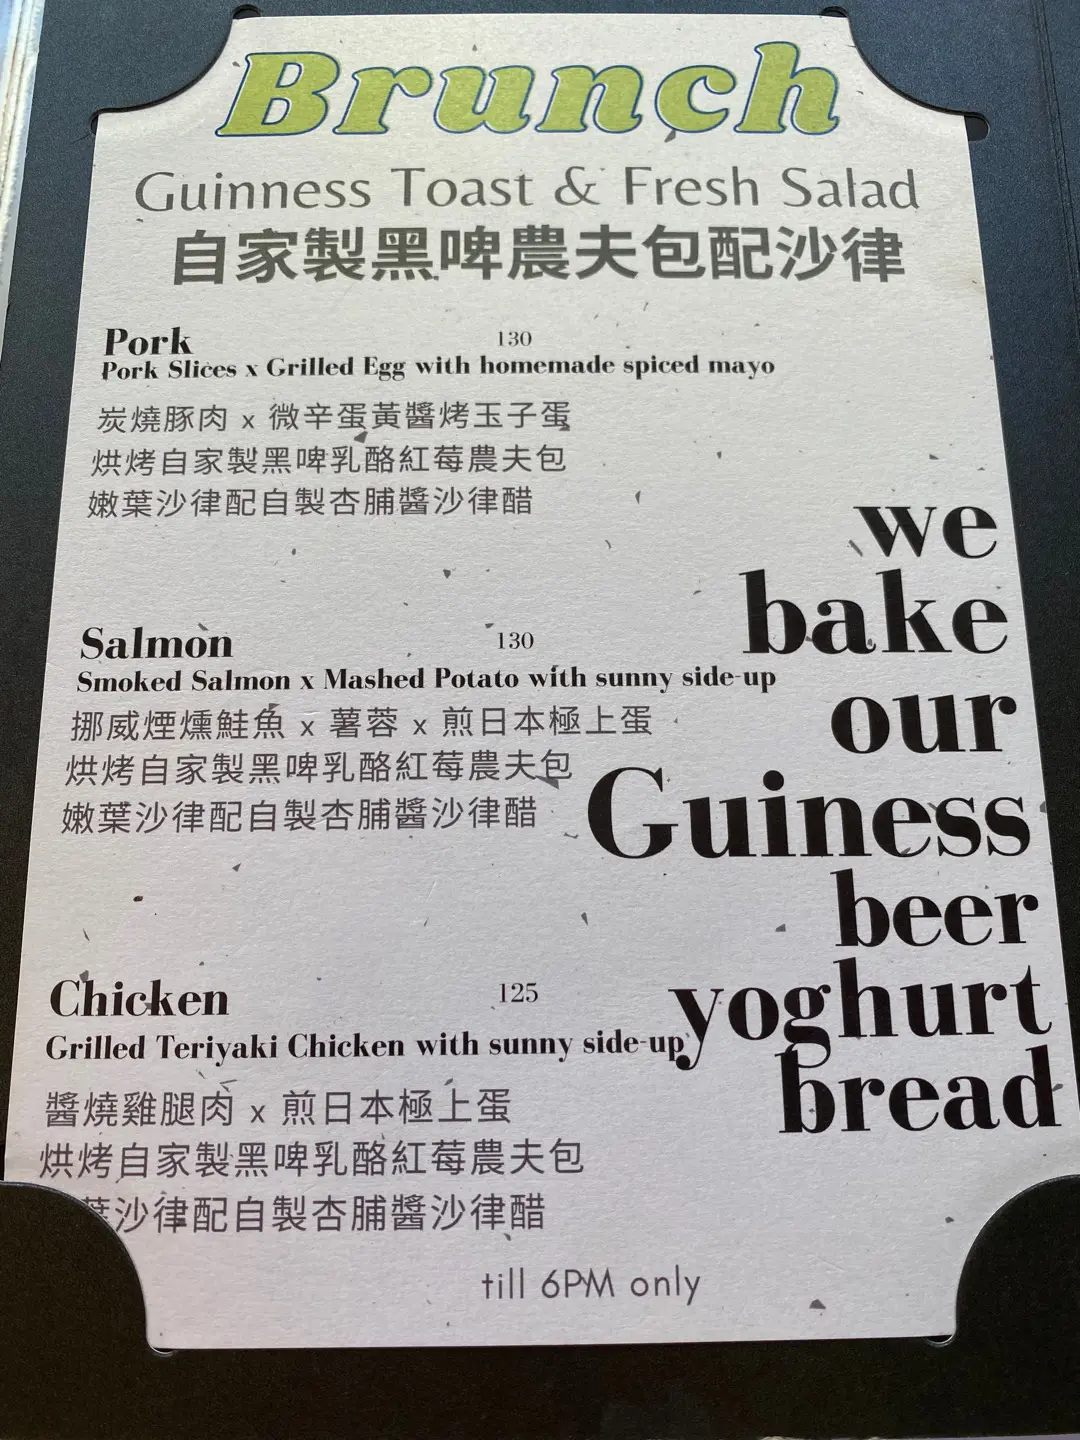 Brunch
Guinness Toast & Fresh Salad
自家製黑啤農夫包配沙律
Pork 130
Pork Slices x Grilled Egg with homemade spiced mayo
炭燒豚肉 x 微辛蛋黃醬烤玉子蛋
烘烤自家製黑啤乳酪紅莓農夫包
嫩葉沙律配自製杏脯醬沙律醋
Salmon 130
Smoked Salmon x Mashed Potato with sunny side-up
挪威煙燻鮭魚 x 薯蓉 x 煎日本極上蛋
烘烤自家製黑啤乳酪紅莓農夫包
嫩葉沙律配自製杏脯醬沙律醋
Chicken 125
Grilled Teriyaki Chicken with sunny side-up
醬燒雞腿肉 x 煎日本極上蛋
烘烤自家製黑啤乳酪紅莓農夫包
葉沙律配自製杏脯醬沙律醋
we
bake
our
Guiness
beer
yoghurt
bread
till 6PM only